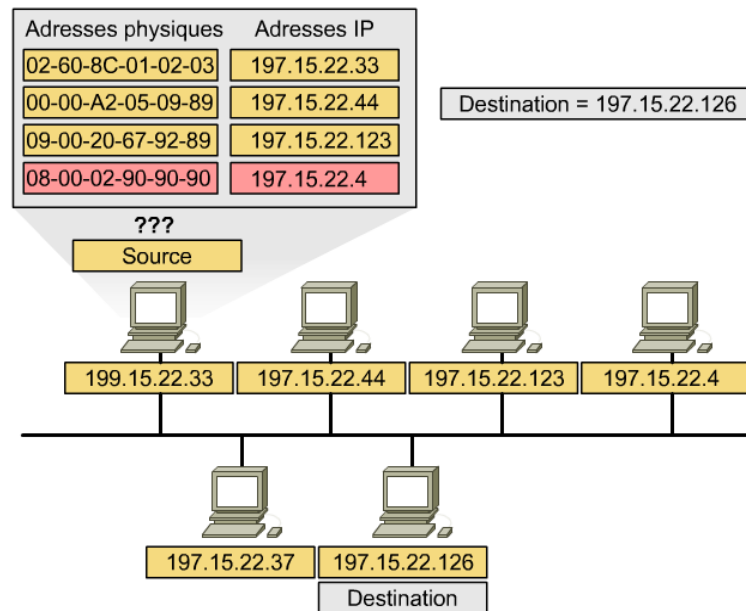 Adresses physiques Adresses IP
02-60-8C-01-02-03 197.15.22.33
00-00-A2-05-09-89 197.15.22.44
Destination = 197.15.22.126
09-00-20-67-92-89 197.15.22.123
08-00-02-90-90-90 197.15.22.4
???
Source
199.15.22.33 197.15.22.44 197.15.22.123 197.15.22.4
197.15.22.37 197.15.22.126
Destination